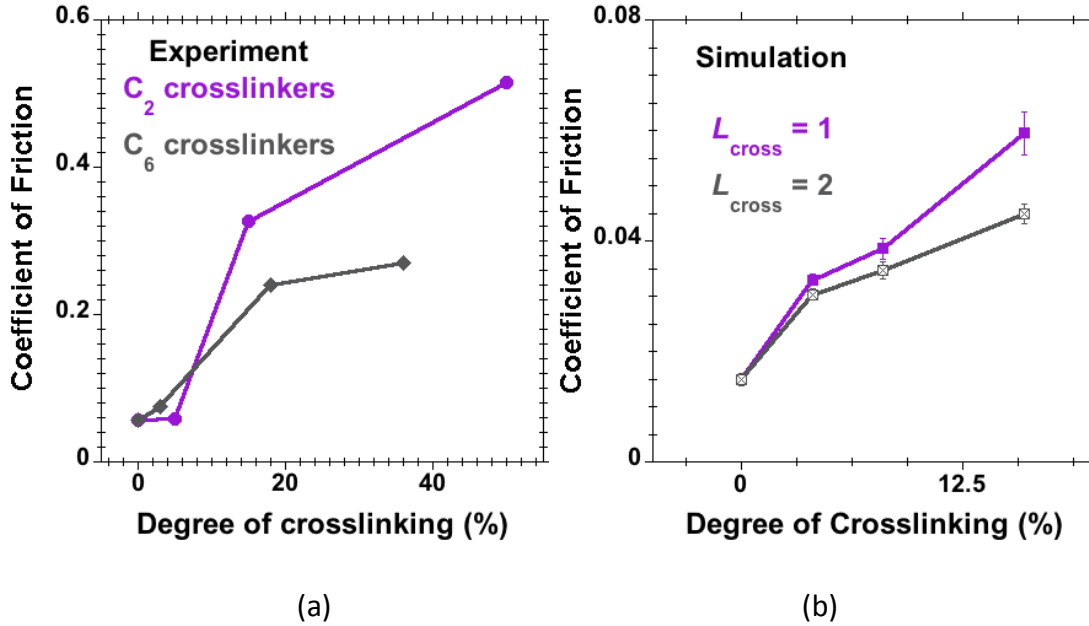 0.6
0.4
0.2
0
Coefficient of Friction
Experiment
C2 crosslinkers
C6 crosslinkers
0
20
40
Degree of crosslinking (%)
(a)
0.08
0.04
0
Coefficient of Friction
Simulation
Lcross = 1
Lcross = 2
0
12.5
Degree of Crosslinking (%)
(b)